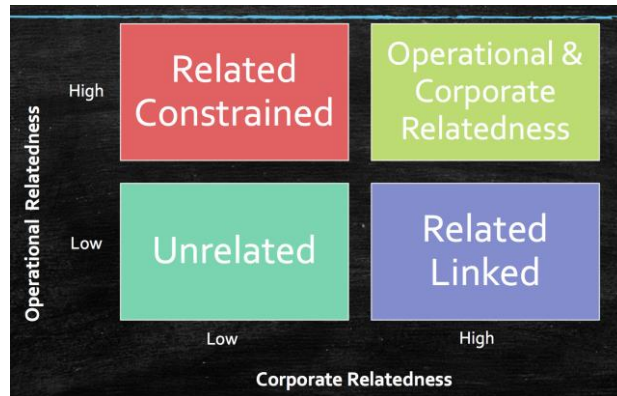 Operational Relatedness
High
Related
Constrained
Operational &
Corporate
Relatedness
Low
Unrelated
Related
Linked
Low
High
Corporate Relatedness